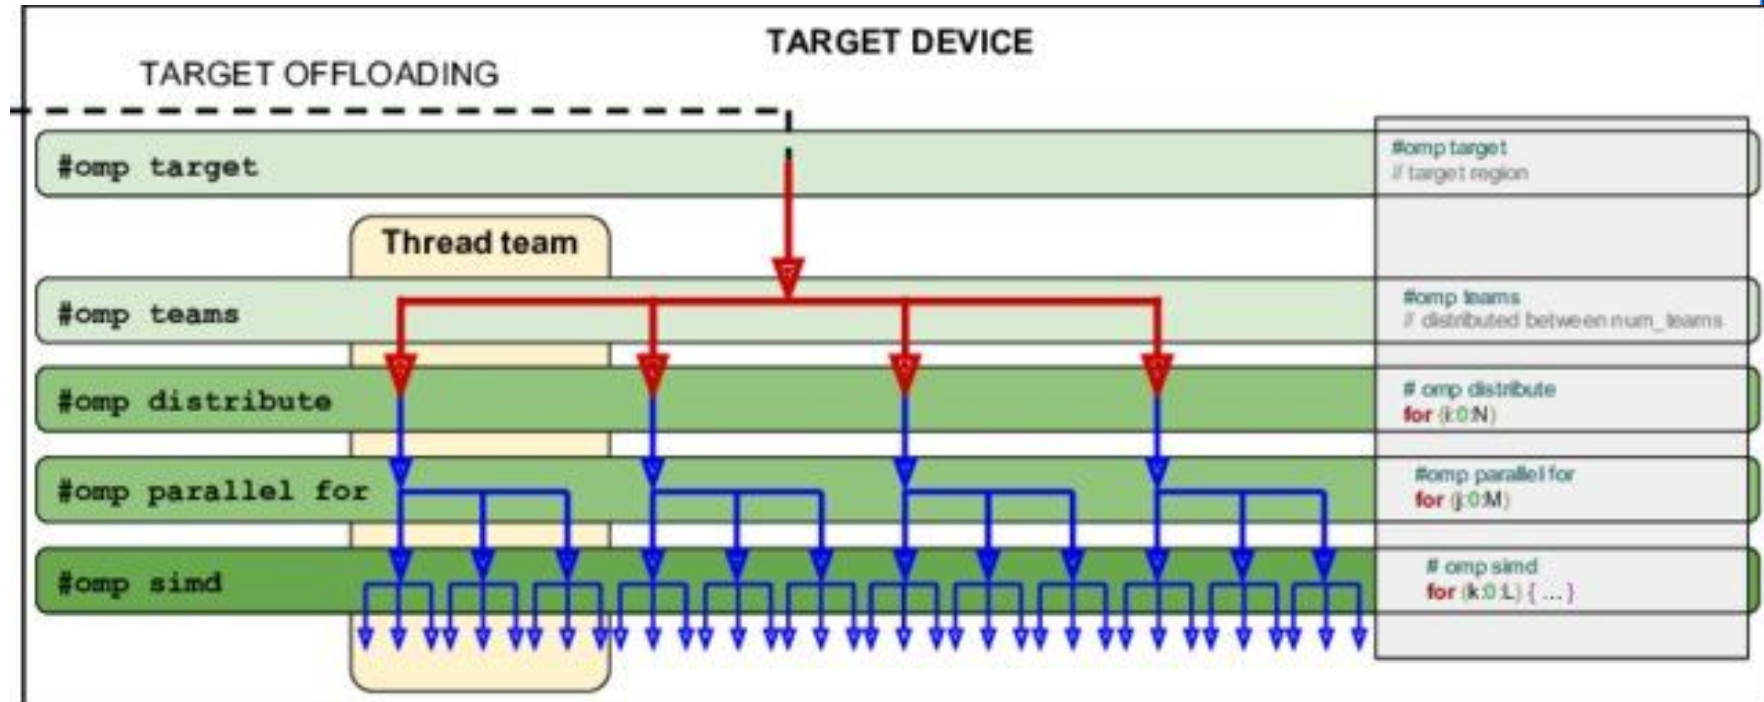 TARGET DEVICE
TARGET OFFLOADING
#omp target
Thread team
#omp teams
#omp distribute
#omp parallel for
#omp simd
#omp target
// target region
#omp teams
// distributed between num_teams
# omp distribute
for (i:0:N)
#omp parallel for
for (j:0:M)
# omp simd
for (k:0:L) { ... }